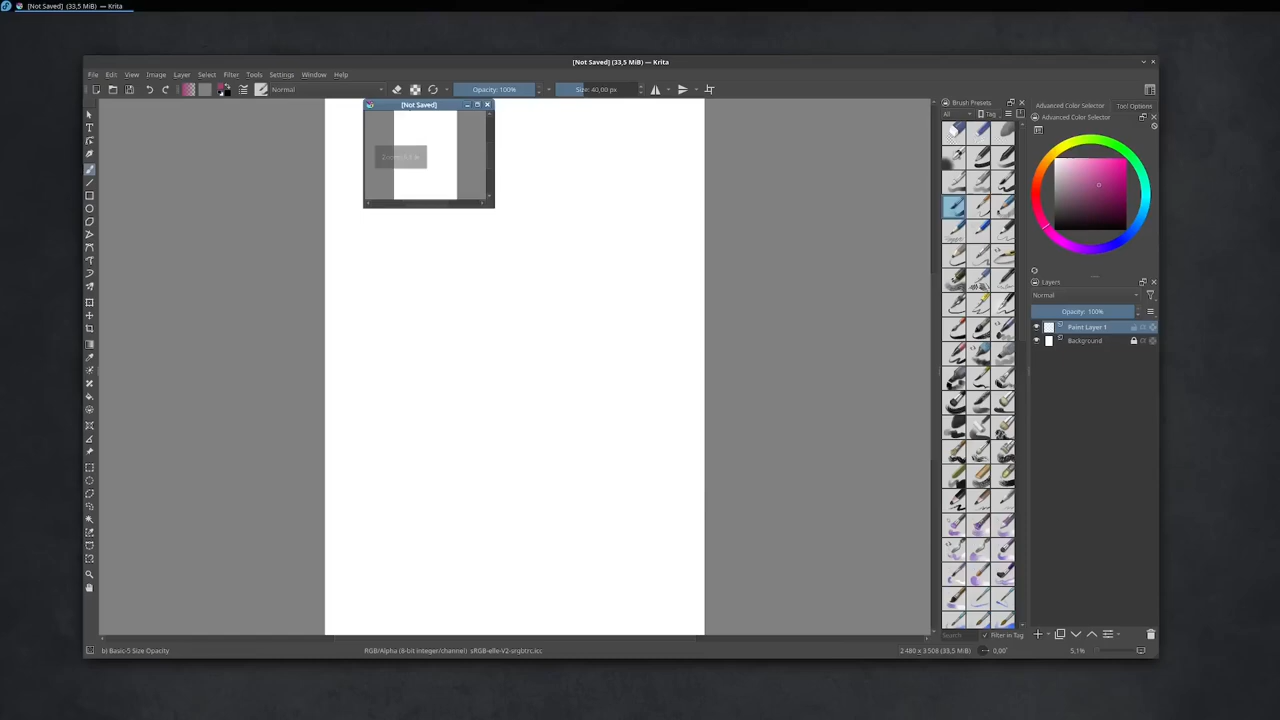 [Not Saved] (33,5 MiB) — Krita
[Not Saved] (33,5 MiB) — Krita
File Edit View Image Layer Select Filter Tools Settings Window Help
Normal
Opacity: 100%
Size: 40,00 px
[Not Saved]
Brush Presets
All
Tag
Advanced Color Selector
Tool Options
Advanced Color Selector
Layers
Normal
Opacity: 100%
Paint Layer 1
Background
Search
Filter in Tag
b) Basic-5 Size Opacity
RGB/Alpha (8-bit integer/channel) sRGB-elle-V2-srgbtrc.icc
2 480 x 3 508 (33,5 MiB)
0,00°
5,1%